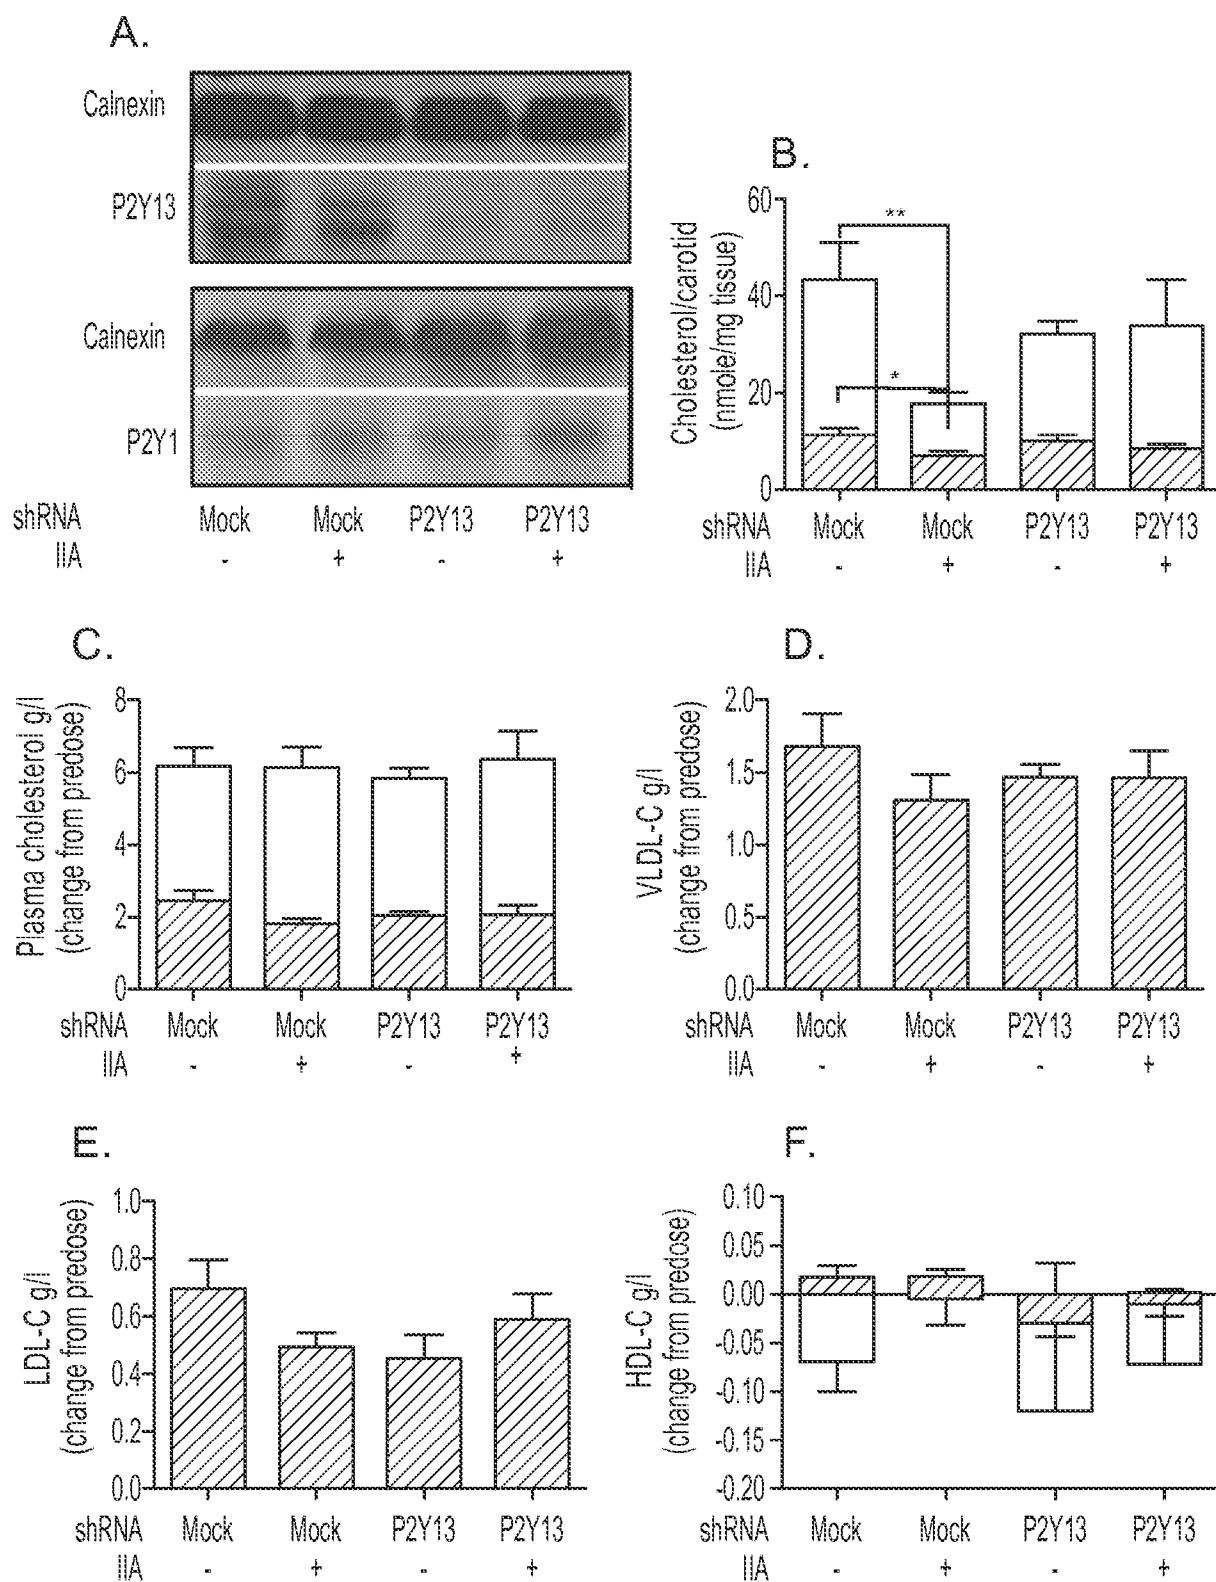 A.
Calnexin
P2Y13
Calnexin
P2Y1
shRNA Mock Mock P2Y13 P2Y13
IIA - + - +
B.
Cholesterol/carotid
(nmole/mg tissue)
60
40
20
0
**
*
shRNA Mock Mock P2Y13 P2Y13
IIA - + - +
C.
Plasma cholesterol g/l
(change from predose)
8
6
4
2
0
shRNA Mock Mock P2Y13 P2Y13
IIA - + - +
D.
VLDL-C g/l
(change from predose)
2.0
1.5
1.0
0.5
0.0
shRNA Mock Mock P2Y13 P2Y13
IIA - + - +
E.
LDL-C g/l
(change from predose)
1.0
0.8
0.6
0.4
0.2
0.0
shRNA Mock Mock P2Y13 P2Y13
IIA - + - +
F.
HDL-C g/l
(change from predose)
0.10
0.05
0.00
-0.05
-0.10
-0.15
-0.20
shRNA Mock Mock P2Y13 P2Y13
IIA - + - +